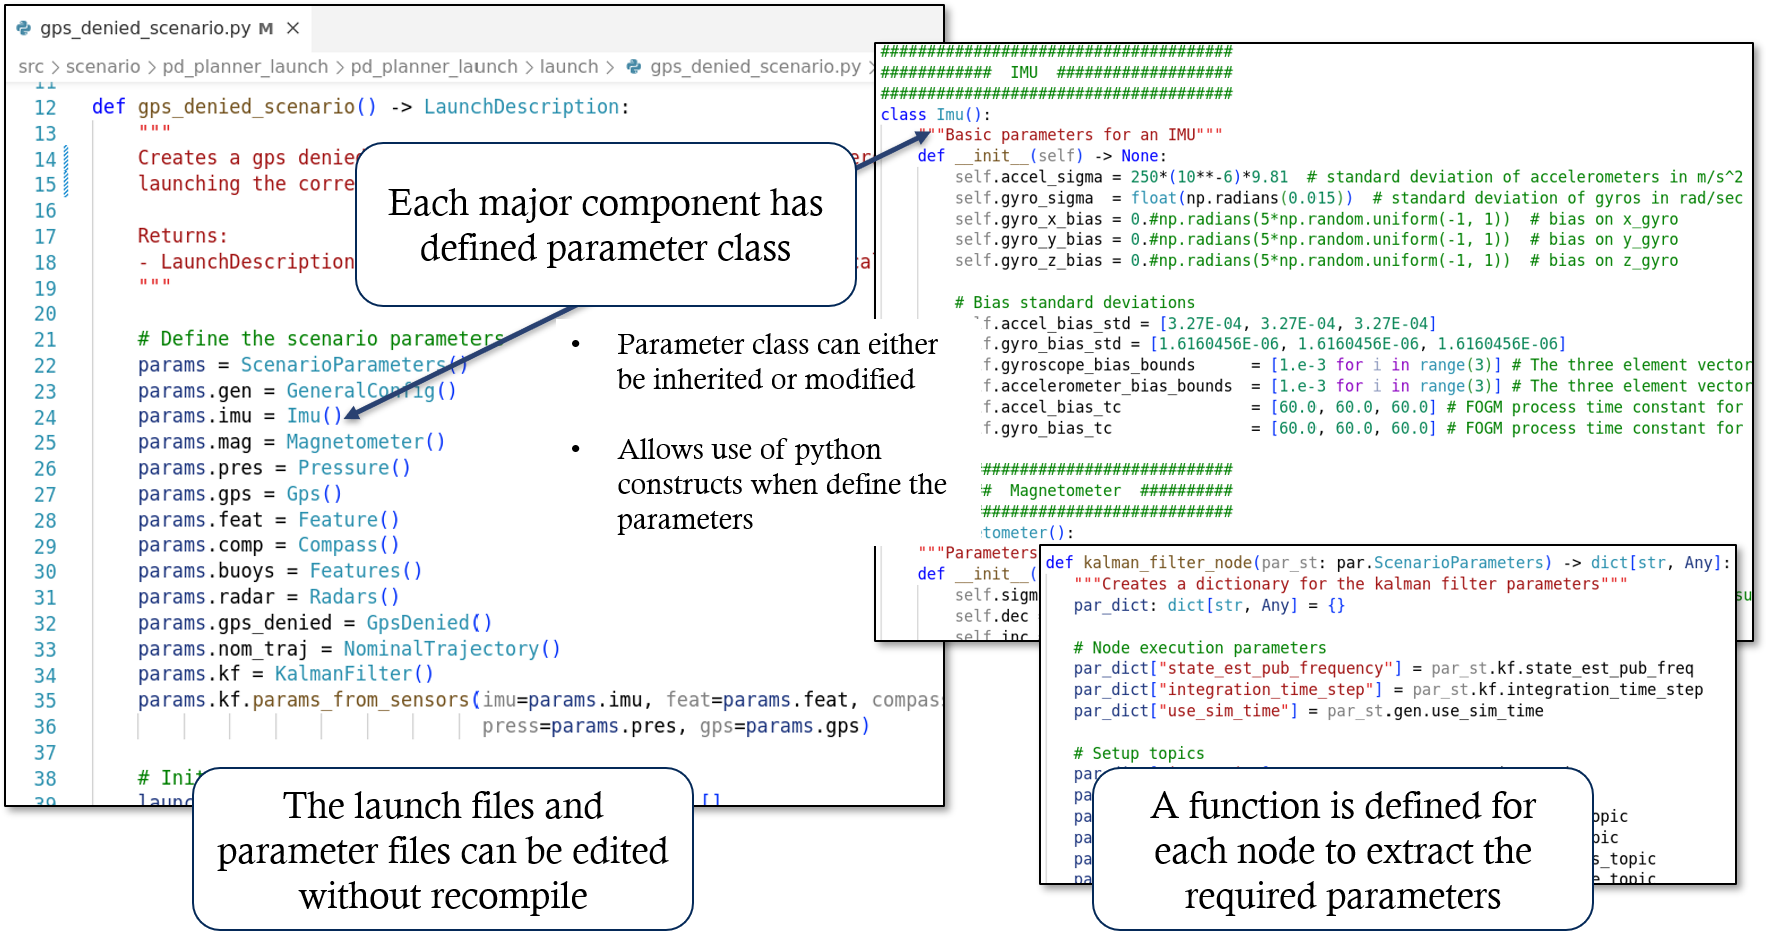 gps_denied_scenario.py M ×
src > scenario > pd_planner_launch > pd_planner_launch > launch > gps_denied_scenario.py >
11
12 def gps_denied_scenario() -> LaunchDescription:
13 """
14 Creates a gps denied
15 launching the corre
16
17 Returns:
18 - LaunchDescription
19 """
20
21 # Define the scenario parameters
22 params = ScenarioParameters()
23 params.gen = GeneralConfig()
24 params.imu = Imu()
25 params.mag = Magnetometer()
26 params.pres = Pressure()
27 params.gps = Gps()
28 params.feat = Feature()
29 params.comp = Compass()
30 params.buoys = Features()
31 params.radar = Radars()
32 params.gps_denied = GpsDenied()
33 params.nom_traj = NominalTrajectory()
34 params.kf = KalmanFilter()
35 params.kf.params_from_sensors(imu=params.imu, feat=params.feat, compass
36 press=params.pres, gps=params.gps)
37
38 # Init
39 launc []
Each major component has
defined parameter class
• Parameter class can either
be inherited or modified
• Allows use of python
constructs when define the
parameters
The launch files and
parameter files can be edited
without recompile
######################################
############ IMU ###################
######################################
class Imu():
"""Basic parameters for an IMU"""
def __init__(self) -> None:
self.accel_sigma = 250*(10**-6)*9.81 # standard deviation of accelerometers in m/s^2
self.gyro_sigma = float(np.radians(0.015)) # standard deviation of gyros in rad/sec
self.gyro_x_bias = 0.#np.radians(5*np.random.uniform(-1, 1)) # bias on x_gyro
self.gyro_y_bias = 0.#np.radians(5*np.random.uniform(-1, 1)) # bias on y_gyro
self.gyro_z_bias = 0.#np.radians(5*np.random.uniform(-1, 1)) # bias on z_gyro
# Bias standard deviations
f.accel_bias_std = [3.27E-04, 3.27E-04, 3.27E-04]
f.gyro_bias_std = [1.6160456E-06, 1.6160456E-06, 1.6160456E-06]
f.gyroscope_bias_bounds = [1.e-3 for i in range(3)] # The three element vector
f.accelerometer_bias_bounds = [1.e-3 for i in range(3)] # The three element vector
f.accel_bias_tc = [60.0, 60.0, 60.0] # FOGM process time constant for
f.gyro_bias_tc = [60.0, 60.0, 60.0] # FOGM process time constant for
###########################
## Magnetometer ##########
###########################
tometer():
"""Parameters
def __init__(
self.sigm
self.dec
self.inc
def kalman_filter_node(par_st: par.ScenarioParameters) -> dict[str, Any]:
"""Creates a dictionary for the kalman filter parameters"""
par_dict: dict[str, Any] = {}
# Node execution parameters
par_dict["state_est_pub_frequency"] = par_st.kf.state_est_pub_freq
par_dict["integration_time_step"] = par_st.kf.integration_time_step
par_dict["use_sim_time"] = par_st.gen.use_sim_time
# Setup topics
par
pa
pa opic
pa ic
pa s_topic
pa e_topic
A function is defined for
each node to extract the
required parameters